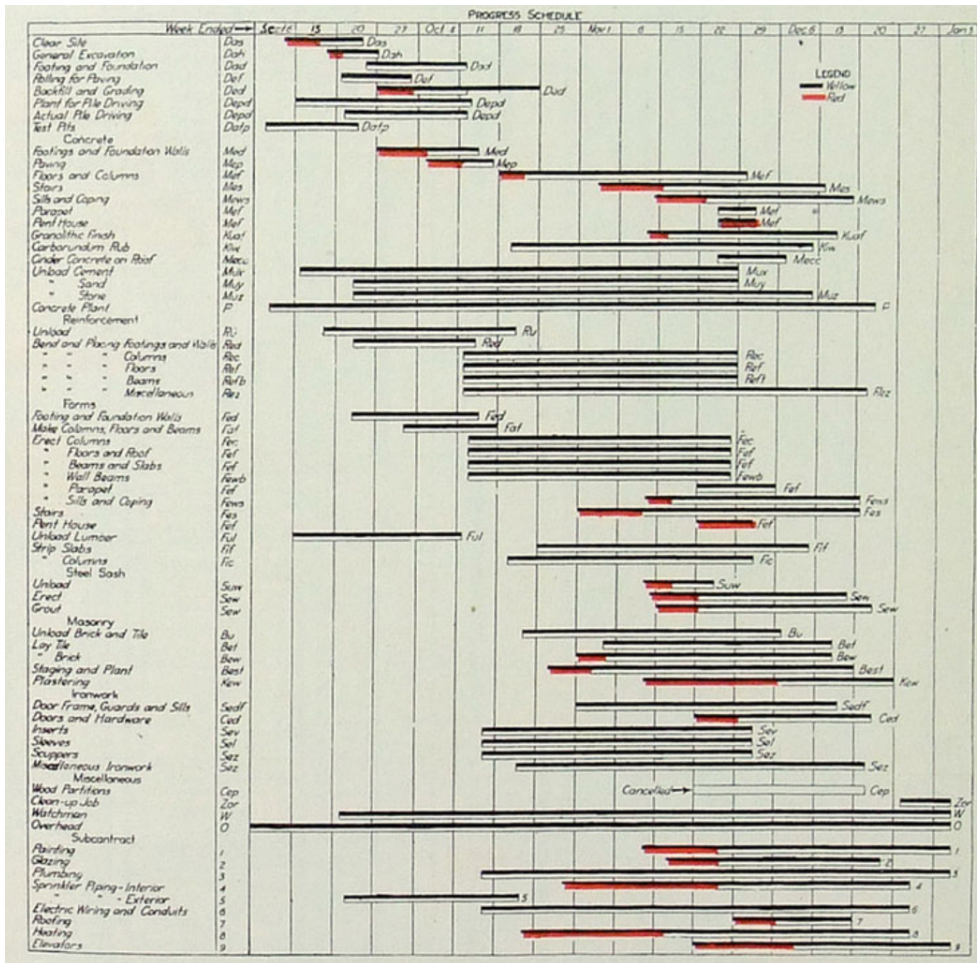 PROGRESS SCHEDULE
Week Ended→ Sept 6 13 20 27 Oct 4 11 18 25 Nov 1 8 15 22 29 Dec 6 13 20 27 Jan 3
LEGEND
Yellow
Red
Clear Site Das Das
General Excavation Dah Dah
Footing and Foundation Dad Dad
Rolling for Paving Def Def
Backfill and Grading Ded Dad
Plant for Pile Driving Depd Depd
Actual Pile Driving Depd Depd
Test Pits Datp Datp
Concrete
Footings and Foundation Walls Med Med
Paving Mep Mep
Floors and Columns Mef Mef
Stairs Mes Mes
Sills and Coping Mews Mews
Parapet Mef Mef
Pent House Mef Mef
Granolithic Finish Kuaf Kuaf
Carborundum Rub Kiw Kiw
Cinder Concrete on Roof Mecc Mecc
Unload Cement Mux Mux
" Sand Muy Muy
" Stone Muz Muz
Concrete Plant P P
Reinforcement
Unload Ru Ru
Bend and Placing Footings and Walls Red Red
" " " Columns Rec Rec
" " " Floors Ref Ref
" " " Beams Refb Refb
" " " Miscellaneous Rez Rez
Forms
Footing and Foundation Walls Fed Fed
Make Columns, Floors and Beams Faf Faf
Erect Columns Fec Fec
" Floors and Roof Fef Fef
" Beams and Slabs Fef Fef
" Wall Beams Fewb Fewb
" Parapet Fef Fef
" Sills and Coping Fews Fews
Stairs Fes Fes
Pent House Fef Fef
Unload Lumber Ful Ful
Strip Slabs Fif Fif
" Columns Fic Fic
Steel Sash
Unload Suw Suw
Erect Sew Sew
Grout Sew Sew
Masonry
Unload Brick and Tile Bu Bu
Lay Tile Bet Bet
" Brick Bew Bew
Staging and Plant Best Best
Plastering Kew Kew
Ironwork
Door Frame, Guards and Sills Sedf Sedf
Doors and Hardware Ced Ced
Inserts Sev Sev
Sleeves Sel Sel
Scuppers Sez Sez
Miscellaneous Ironwork Sez Sez
Miscellaneous
Wood Partitions Cep Cancelled→ Cep
Clean-up Job Zor Zor
Watchman W W
Overhead O O
Subcontract
Painting 1 1
Glazing 2 2
Plumbing 3 3
Sprinkler Piping-Interior 4 4
" " -Exterior 5 5
Electric Wiring and Conduits 6 6
Roofing 7 7
Heating 8 8
Elevators 9 9